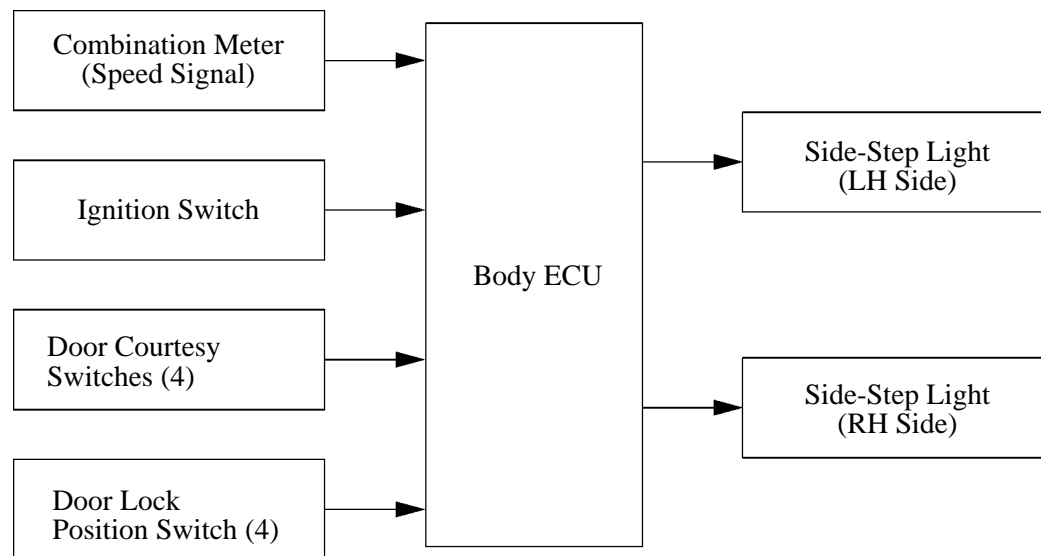 Combination Meter
(Speed Signal)
Ignition Switch
Door Courtesy
Switches (4)
Door Lock
Position Switch (4)
Body ECU
Side-Step Light
(LH Side)
Side-Step Light
(RH Side)